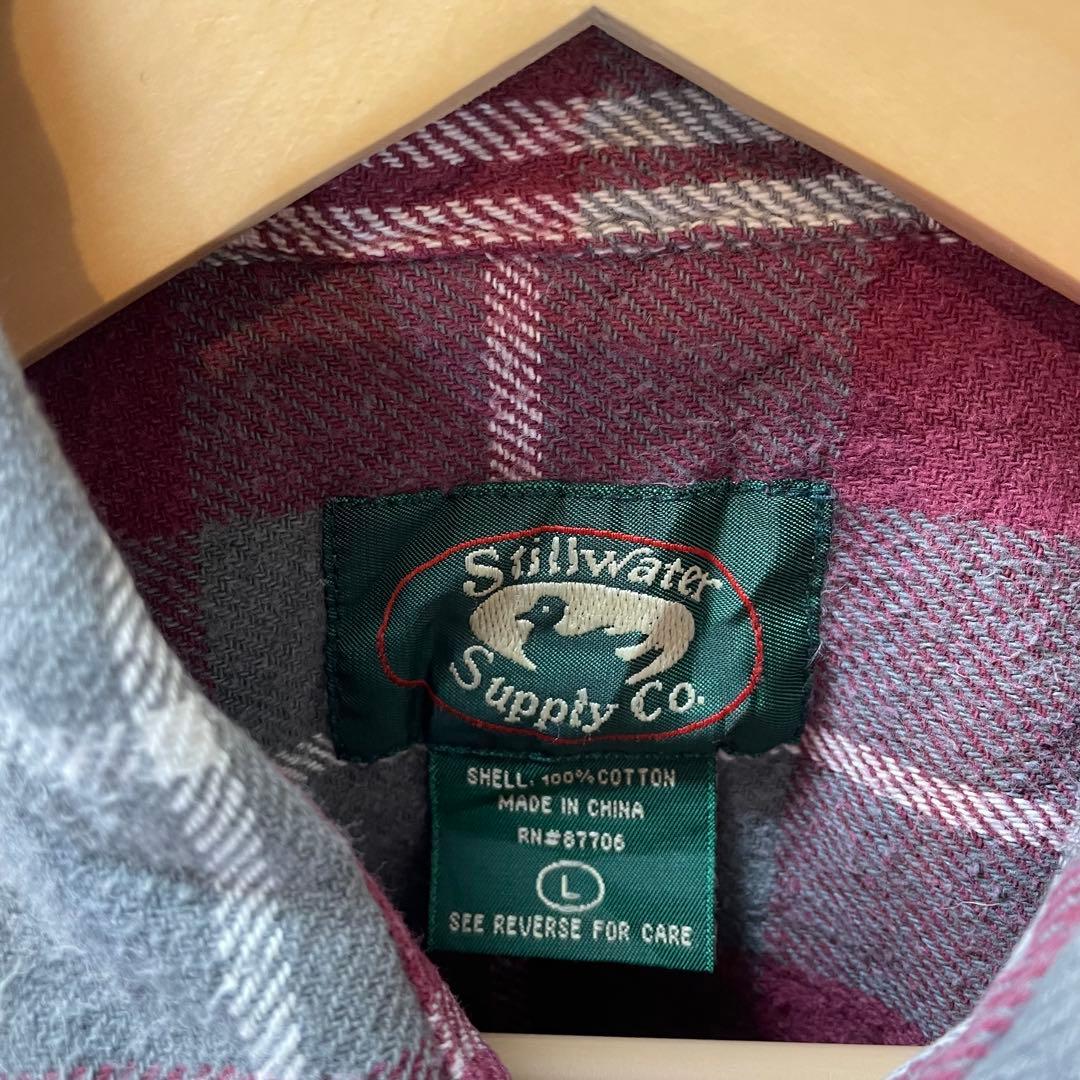 Stillwater
Supply Co.
SHELL: 100% COTTON
MADE IN CHINA
RN#87706
L
SEE REVERSE FOR CARE